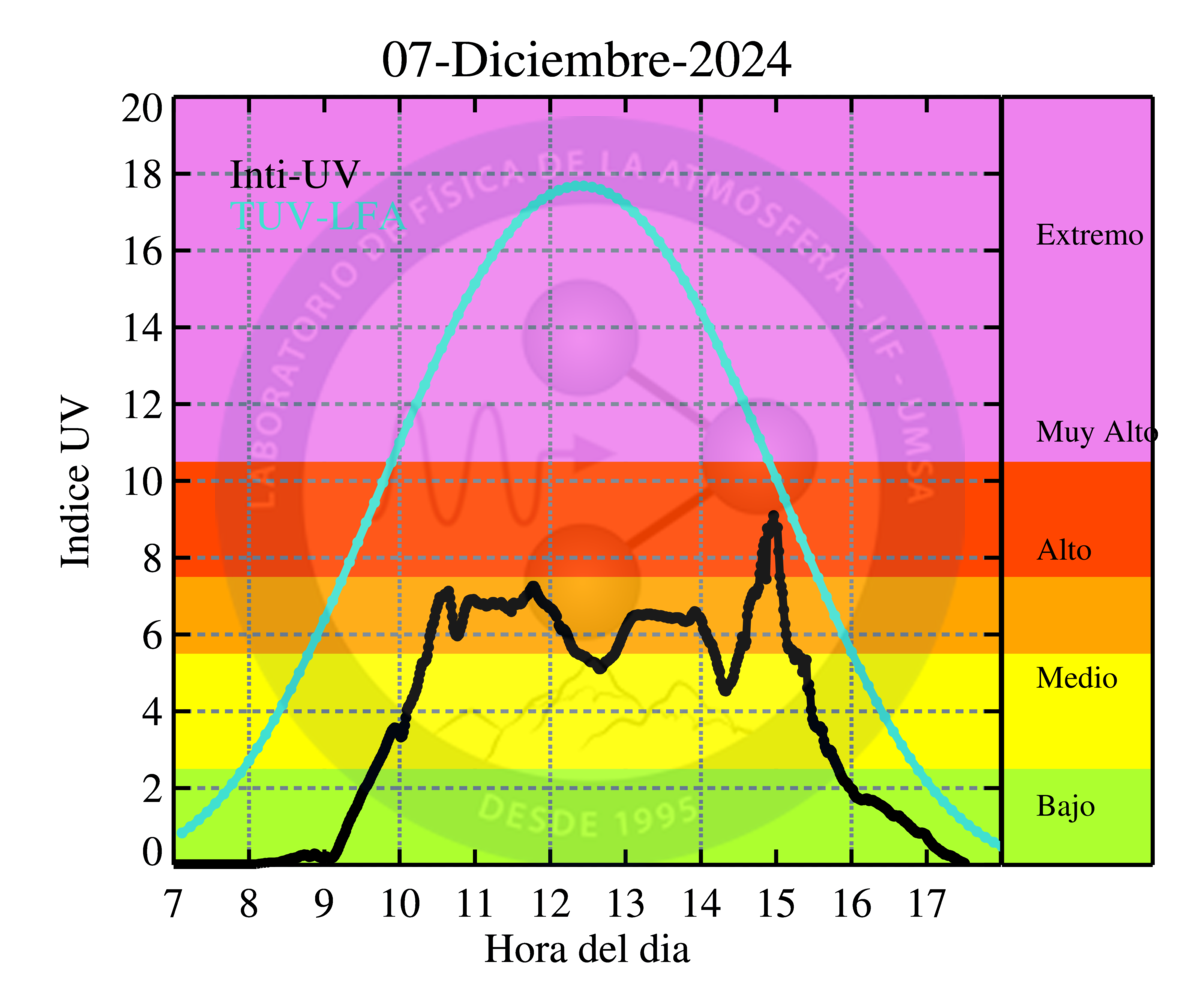 07-Diciembre-2024
20
18
16
14
12
10
8
6
4
2
0
Indice UV
Inti-UV
TUV-LFA
LABORATORIO DE FÍSICA DE LA ATMÓSFERA - IIF - UMSA
DESDE 1995
Extremo
Muy Alto
Alto
Medio
Bajo
7 8 9 10 11 12 13 14 15 16 17
Hora del dia